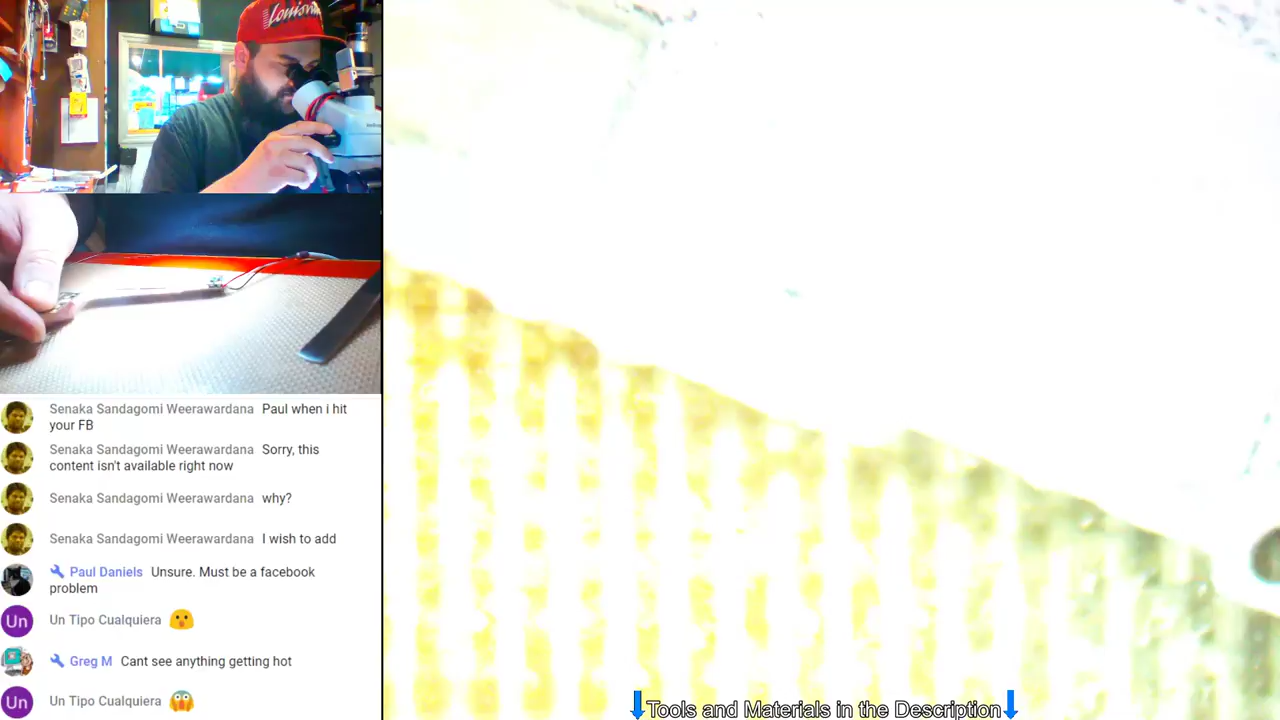 Louisville
Senaka Sandagomi Weerawardana Paul when i hit
your FB
Senaka Sandagomi Weerawardana Sorry, this
content isn't available right now
Senaka Sandagomi Weerawardana why?
Senaka Sandagomi Weerawardana I wish to add
Paul Daniels Unsure. Must be a facebook
problem
Un Un Tipo Cualquiera 😮
Greg M Cant see anything getting hot
Un Un Tipo Cualquiera 😱
Tools and Materials in the Description